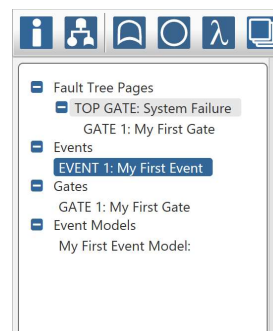 i λ
Fault Tree Pages
TOP GATE: System Failure
GATE 1: My First Gate
Events
EVENT 1: My First Event
Gates
GATE 1: My First Gate
Event Models
My First Event Model: